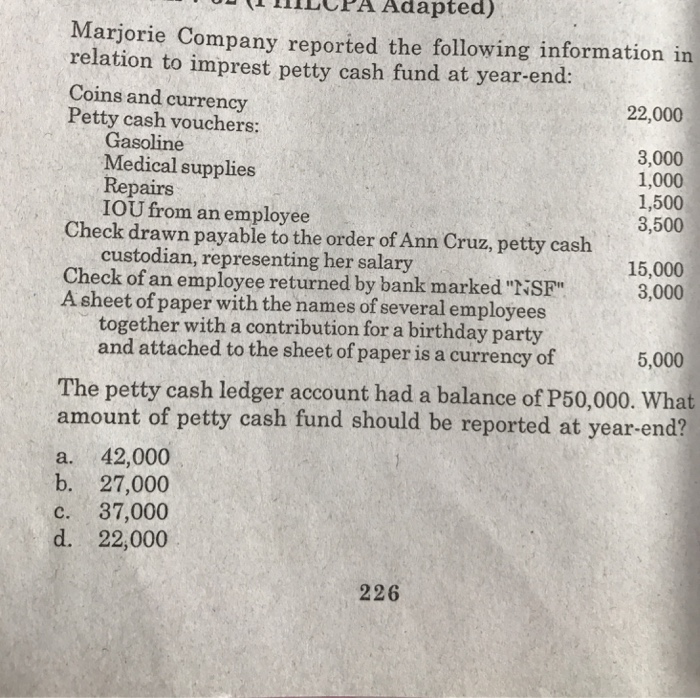 Adapted)
Marjorie Company reported the following information in
relation to imprest petty cash fund at year-end:
Coins and currency 22,000
Petty cash vouchers:
Gasoline 3,000
Medical supplies 1,000
Repairs 1,500
IOU from an employee 3,500
Check drawn payable to the order of Ann Cruz, petty cash
custodian, representing her salary 15,000
Check of an employee returned by bank marked "NSF" 3,000
A sheet of paper with the names of several employees
together with a contribution for a birthday party
and attached to the sheet of paper is a currency of 5,000
The petty cash ledger account had a balance of P50,000. What
amount of petty cash fund should be reported at year-end?
a. 42,000
b. 27,000
c. 37,000
d. 22,000
226